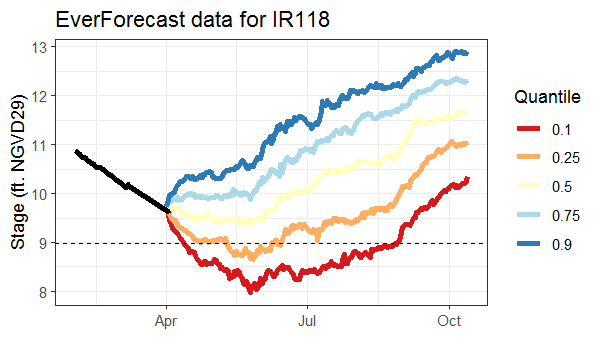 EverForecast data for IR118
Stage (ft. NGVD29)
13
12
11
10
9
8
Apr
Jul
Oct
Quantile
0.1
0.25
0.5
0.75
0.9